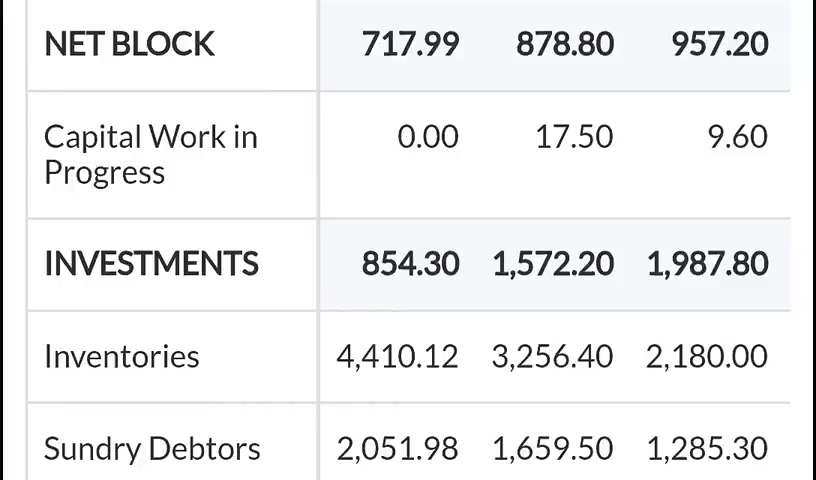 NET BLOCK 717.99 878.80 957.20
Capital Work in 0.00 17.50 9.60
Progress
INVESTMENTS 854.30 1,572.20 1,987.80
Inventories 4,410.12 3,256.40 2,180.00
Sundry Debtors 2,051.98 1,659.50 1,285.30